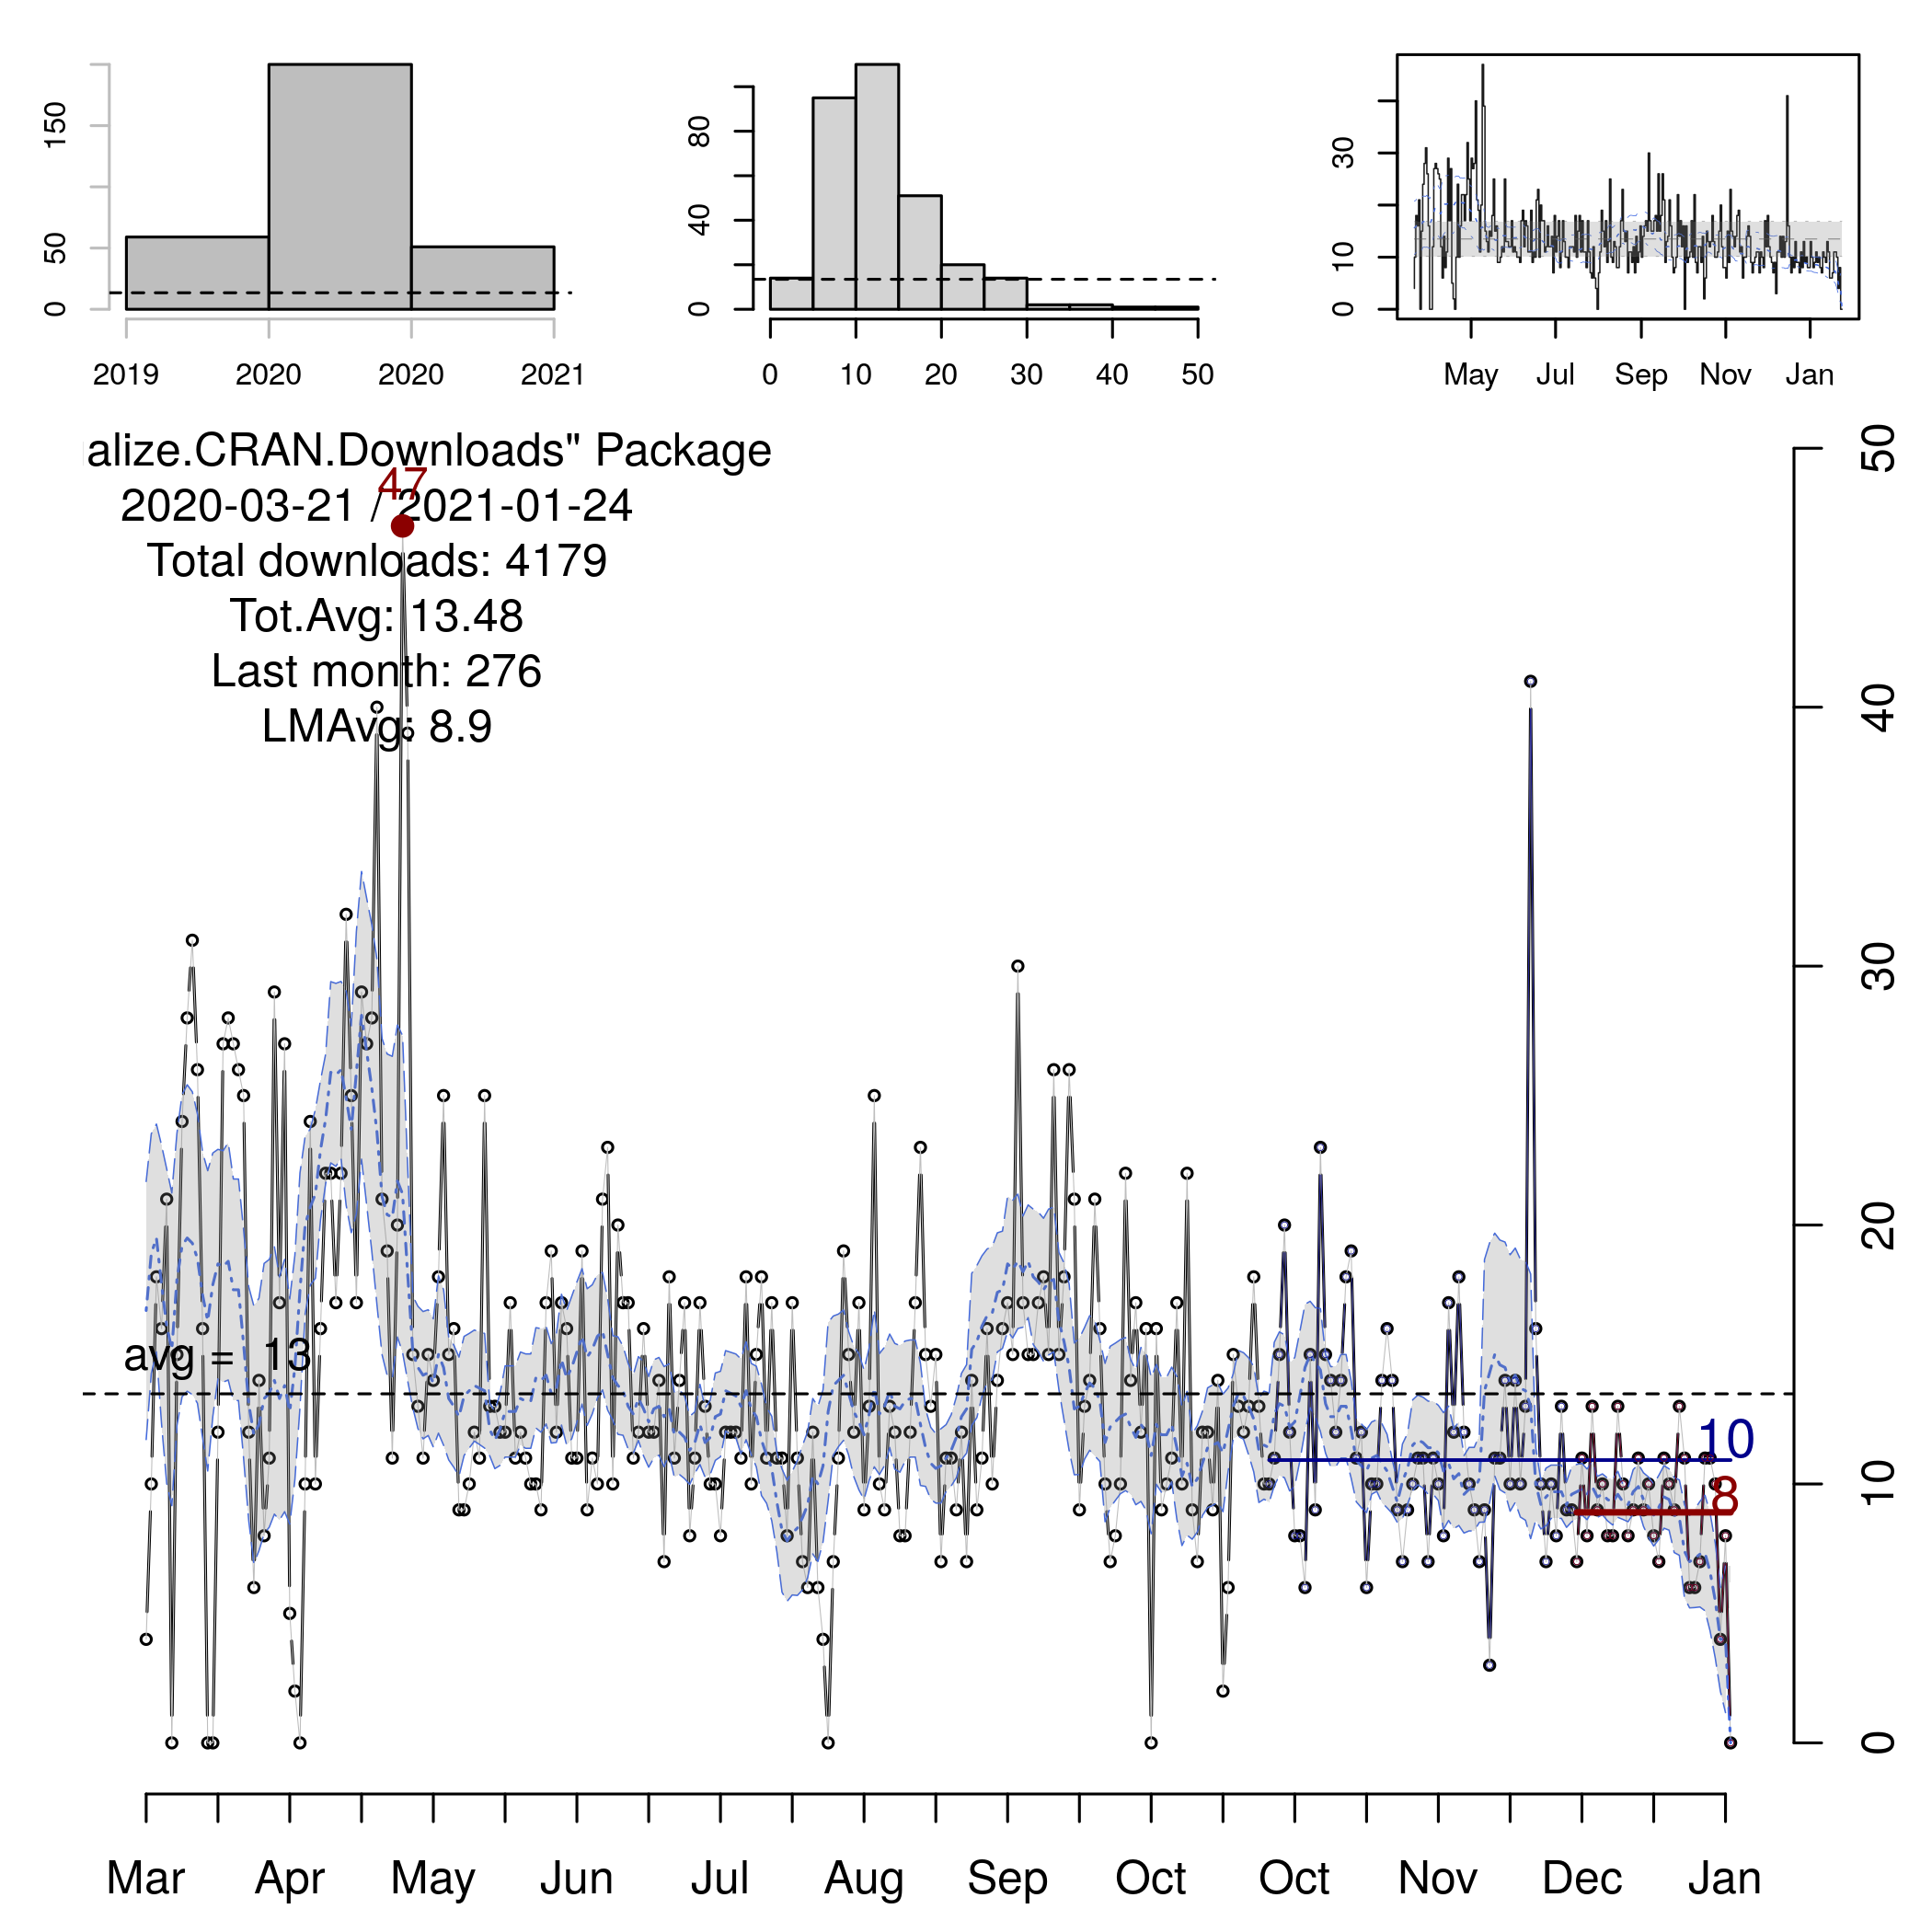 150
50
0
2019 2020 2020 2021
80
40
0
0 10 20 30 40 50
30
10
0
May Jul Sep Nov Jan
alize.CRAN.Downloads" Package
47
2020-03-21 / 2021-01-24
Total downloads: 4179
Tot.Avg: 13.48
Last month: 276
LMAvg: 8.9
avg = 13
10
8
50
40
30
20
10
0
Mar Apr May Jun Jul Aug Sep Oct Oct Nov Dec Jan